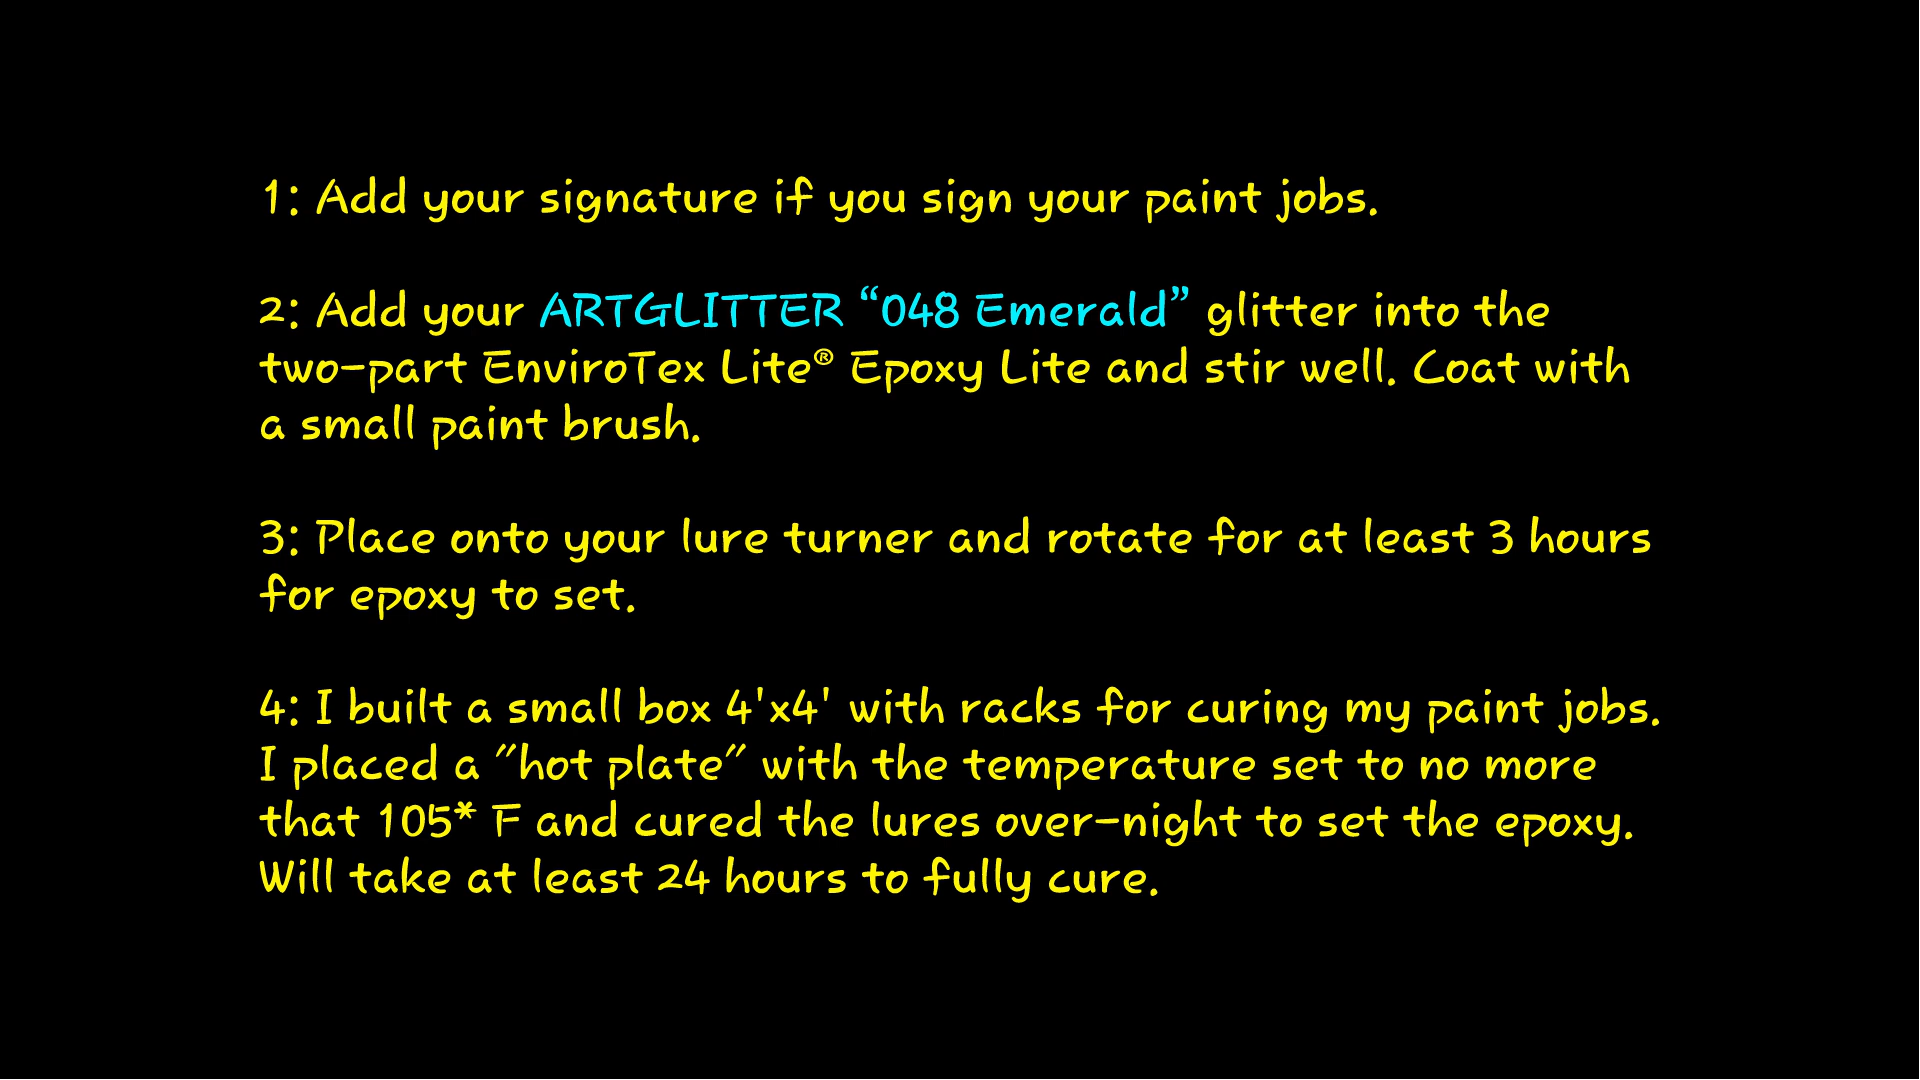 1: Add your signature if you sign your paint jobs.
2: Add your ARTGLITTER “048 Emerald” glitter into the
two-part EnviroTex Lite® Epoxy Lite and stir well. Coat with
a small paint brush.
3: Place onto your lure turner and rotate for at least 3 hours
for epoxy to set.
4: I built a small box 4'x4' with racks for curing my paint jobs.
I placed a "hot plate" with the temperature set to no more
that 105* F and cured the lures over-night to set the epoxy.
Will take at least 24 hours to fully cure.